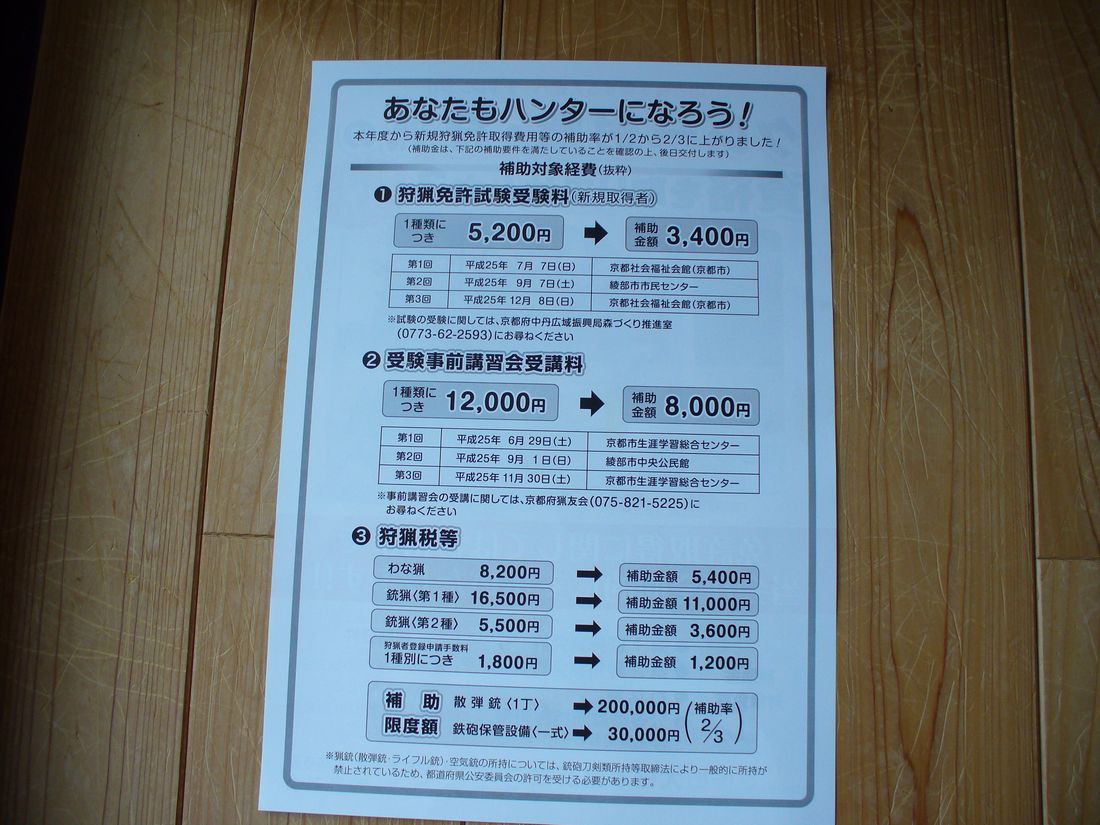 あなたもハンターになろう！
本年度から新規狩猟免許取得費用等の補助率が1/2から2/3に上がりました！
(補助金は、下記の補助要件を満たしていることを確認の上、後日交付します)
補助対象経費(抜粋)
❶ 狩猟免許試験受験料(新規取得者)
1種類につき 5,200円 ➡ 補助金額 3,400円
第1回 平成25年 7月 7日(日) 京都社会福祉会館(京都市)
第2回 平成25年 9月 7日(土) 綾部市市民センター
第3回 平成25年12月 8日(日) 京都社会福祉会館(京都市)
※試験の受験に関しては、京都府中丹広域振興局森づくり推進室
(0773-62-2593)にお尋ねください
❷ 受験事前講習会受講料
1種類につき 12,000円 ➡ 補助金額 8,000円
第1回 平成25年 6月29日(土) 京都市生涯学習総合センター
第2回 平成25年 9月 1日(日) 綾部市中央公民館
第3回 平成25年11月30日(土) 京都市生涯学習総合センター
※事前講習会の受講に関しては、京都府猟友会(075-821-5225)に
お尋ねください
❸ 狩猟税等
わな猟 8,200円 ➡ 補助金額 5,400円
銃猟〈第1種〉 16,500円 ➡ 補助金額 11,000円
銃猟〈第2種〉 5,500円 ➡ 補助金額 3,600円
狩猟者登録申請手数料
1種別につき 1,800円 ➡ 補助金額 1,200円
補助限度額
散弾銃〈1丁〉 ➡ 200,000円
鉄砲保管設備〈一式〉 ➡ 30,000円
(補助率 2/3)
※猟銃(散弾銃・ライフル銃)・空気銃の所持については、銃砲刀剣類所持等取締法により一般的に所持が
禁止されているため、都道府県公安委員会の許可を受ける必要があります。